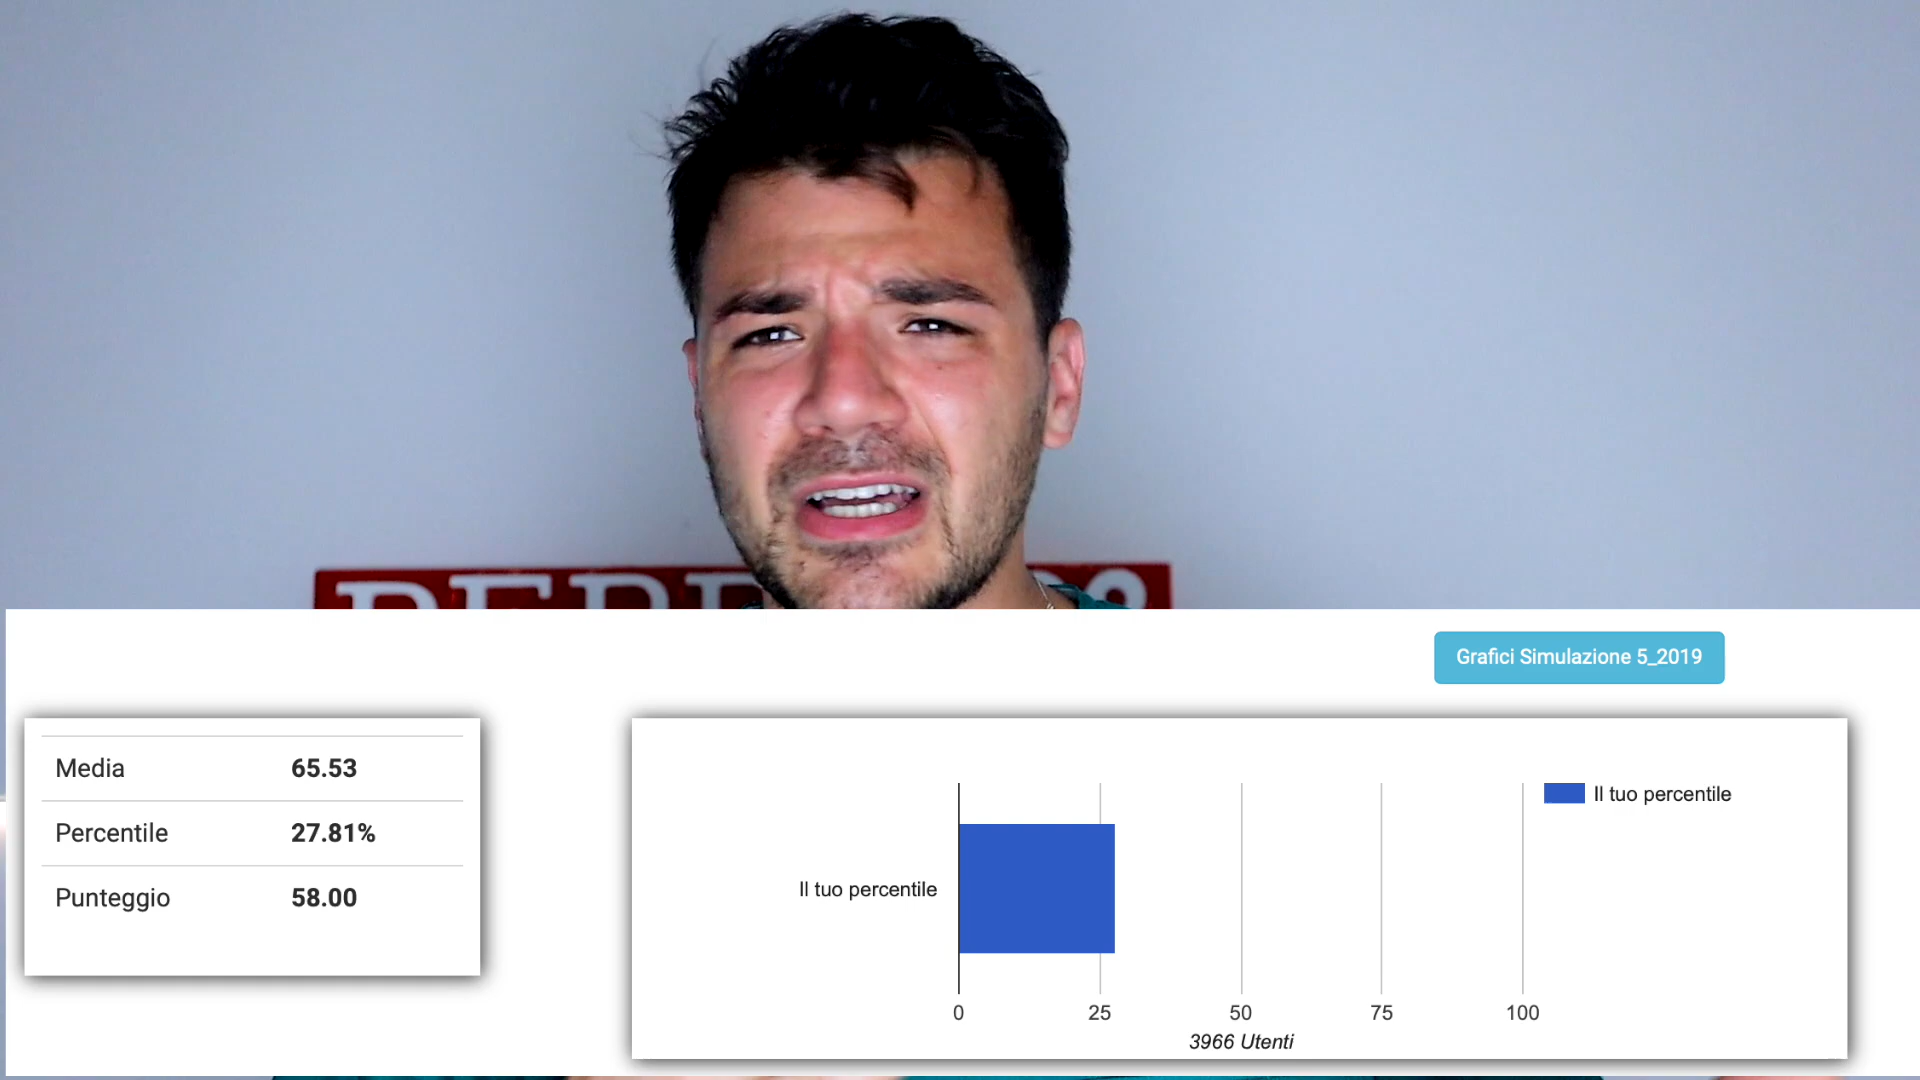 Grafici Simulazione 5_2019
Media 65.53
Percentile 27.81%
Punteggio 58.00
Il tuo percentile
Il tuo percentile
0 25 50 75 100
3966 Utenti